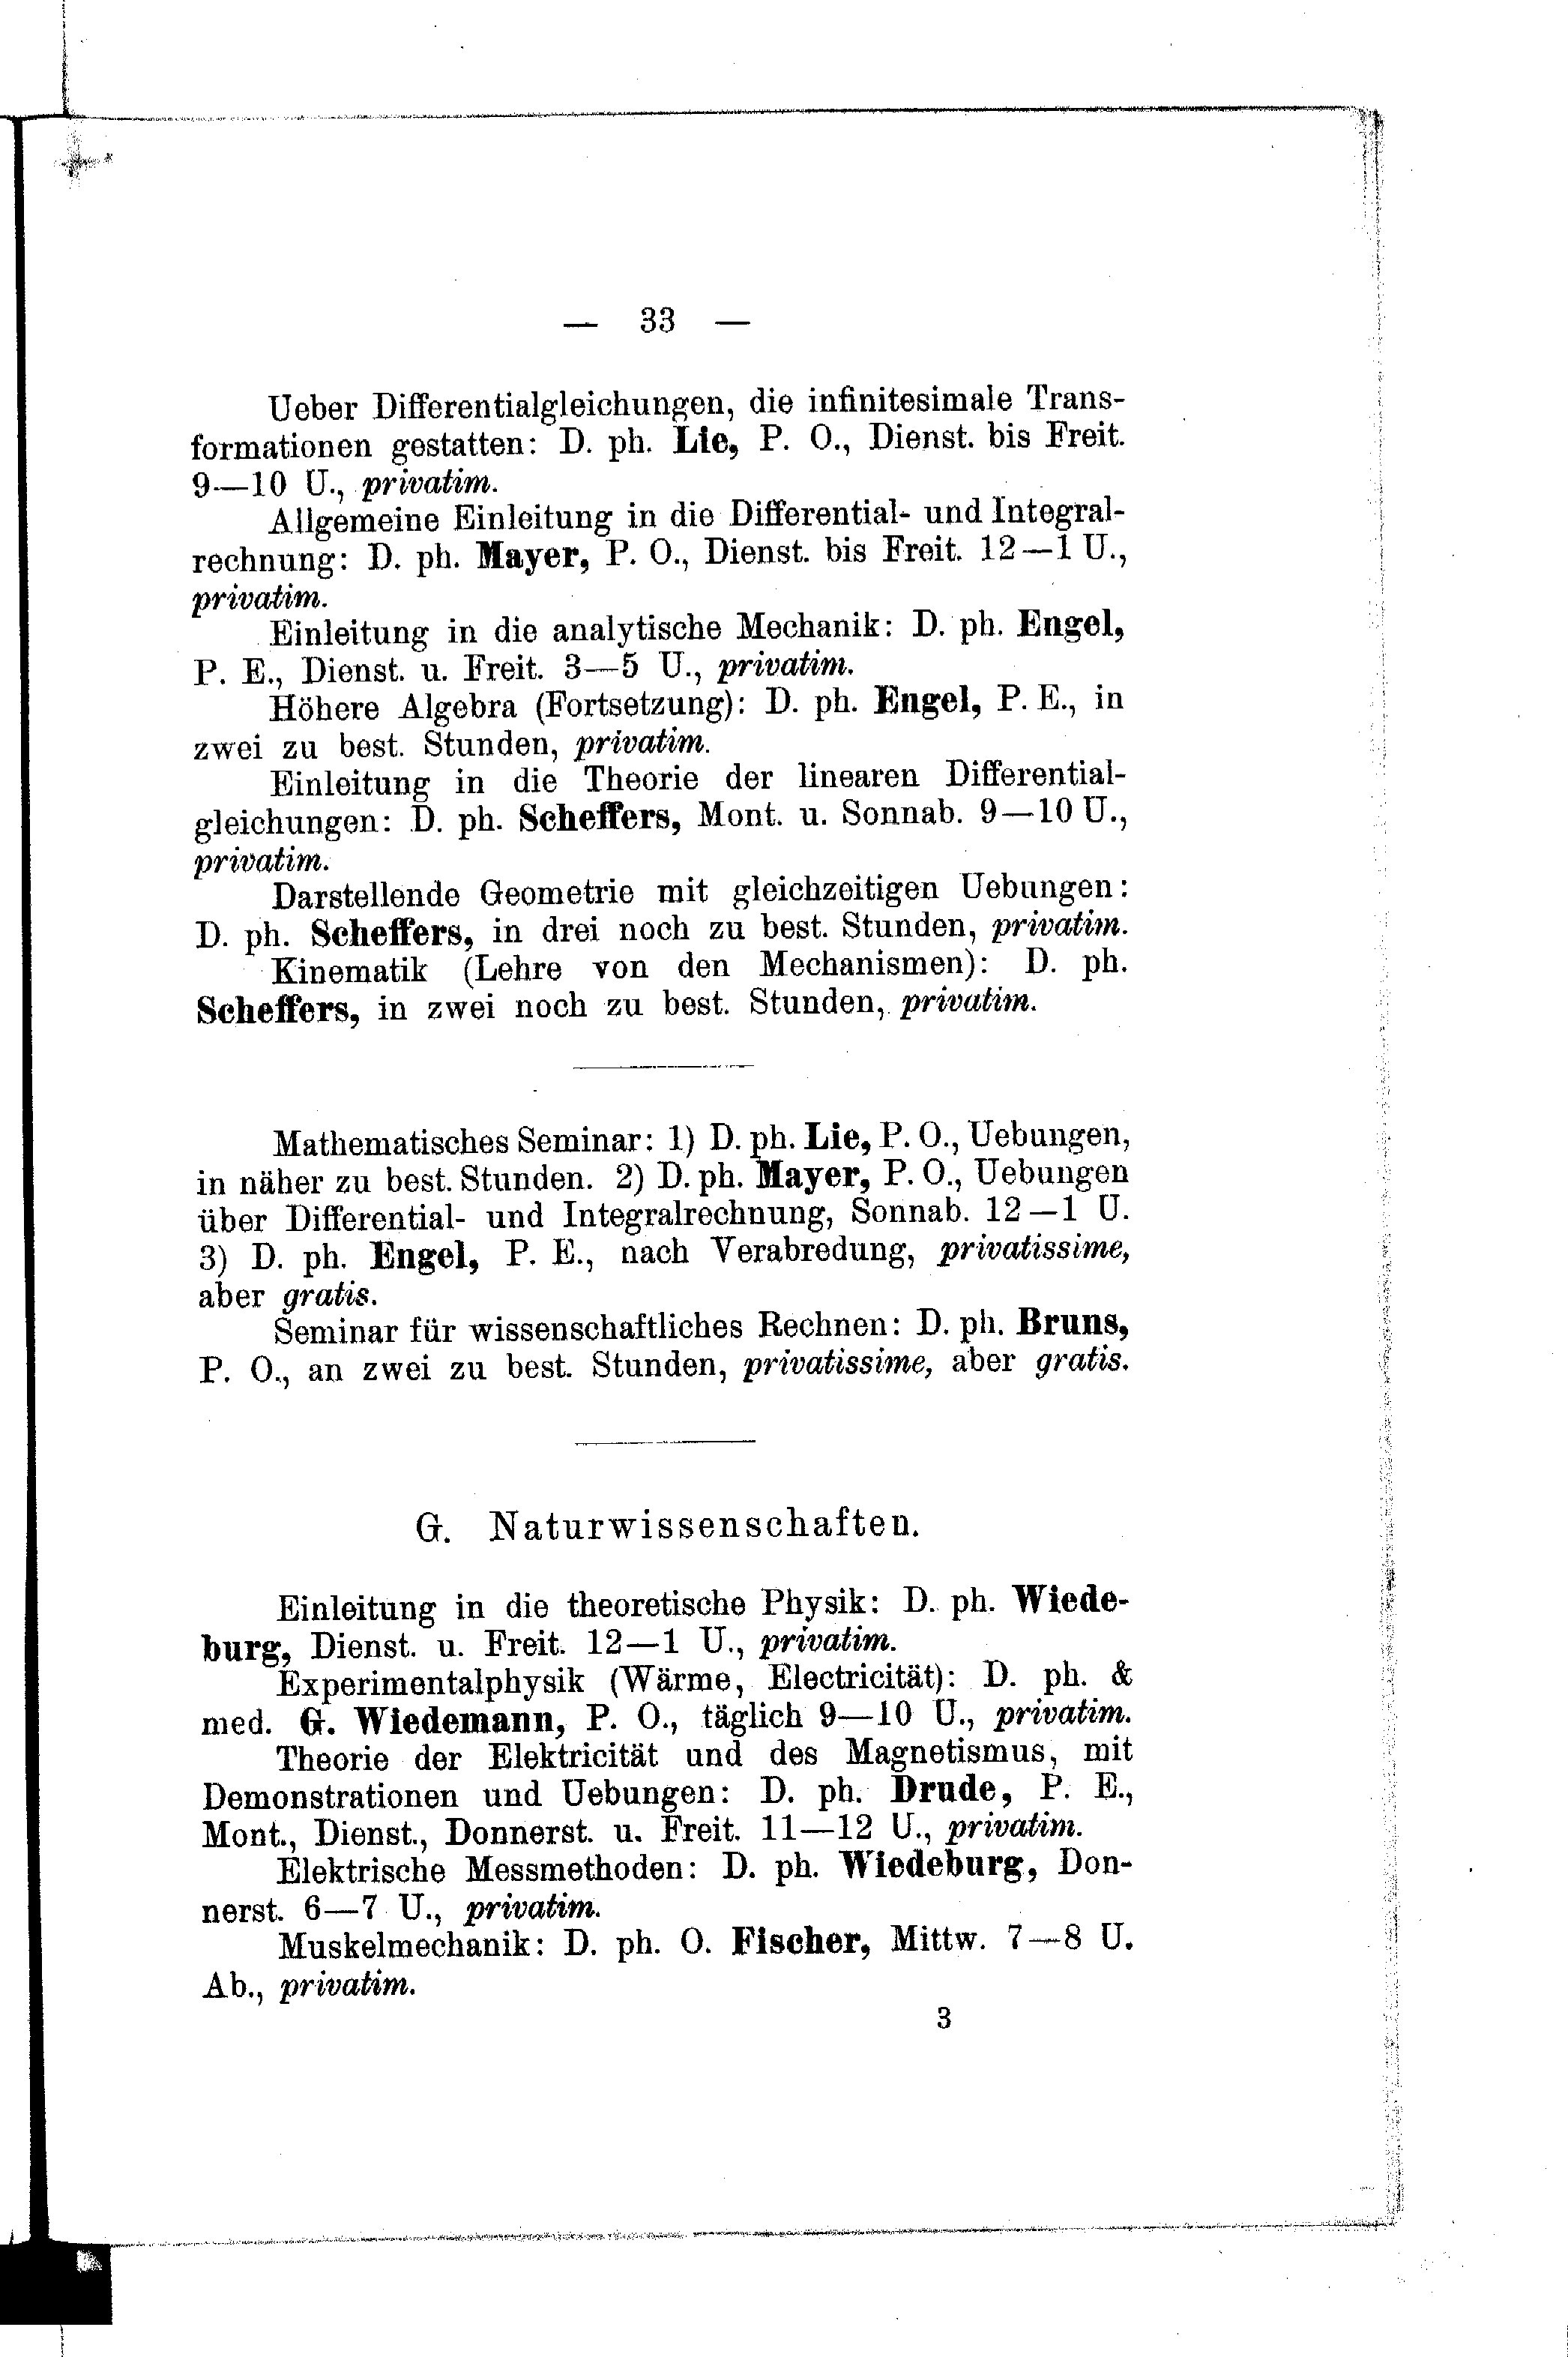 — 33 —
Ueber Differentialgleichungen, die infinitesimale Trans-
formationen gestatten: D. ph. Lie, P. O., Dienst. bis Freit.
9—10 U., privatim.
Allgemeine Einleitung in die Differential- und Integral-
rechnung: D. ph. Mayer, P. O., Dienst. bis Freit. 12—1 U.,
privatim.
Einleitung in die analytische Mechanik: D. ph. Engel,
P. E., Dienst. u. Freit. 3—5 U., privatim.
Höhere Algebra (Fortsetzung): D. ph. Engel, P. E., in
zwei zu best. Stunden, privatim.
Einleitung in die Theorie der linearen Differential-
gleichungen: D. ph. Scheffers, Mont. u. Sonnab. 9—10 U.,
privatim.
Darstellende Geometrie mit gleichzeitigen Uebungen:
D. ph. Scheffers, in drei noch zu best. Stunden, privatim.
Kinematik (Lehre von den Mechanismen): D. ph.
Scheffers, in zwei noch zu best. Stunden, privatim.
Mathematisches Seminar: 1) D. ph. Lie, P. O., Uebungen,
in näher zu best. Stunden. 2) D. ph. Mayer, P. O., Uebungen
über Differential- und Integralrechnung, Sonnab. 12—1 U.
3) D. ph. Engel, P. E., nach Verabredung, privatissime,
aber gratis.
Seminar für wissenschaftliches Rechnen: D. ph. Bruns,
P. O., an zwei zu best. Stunden, privatissime, aber gratis.
G. Naturwissenschaften.
Einleitung in die theoretische Physik: D. ph. Wiede-
burg, Dienst. u. Freit. 12—1 U., privatim.
Experimentalphysik (Wärme, Electricität): D. ph. &
med. G. Wiedemann, P. O., täglich 9—10 U., privatim.
Theorie der Elektricität und des Magnetismus, mit
Demonstrationen und Uebungen: D. ph. Drude, P. E.,
Mont., Dienst., Donnerst. u. Freit. 11—12 U., privatim.
Elektrische Messmethoden: D. ph. Wiedeburg, Don-
nerst. 6—7 U., privatim.
Muskelmechanik: D. ph. O. Fischer, Mittw. 7—8 U.
Ab., privatim.
3